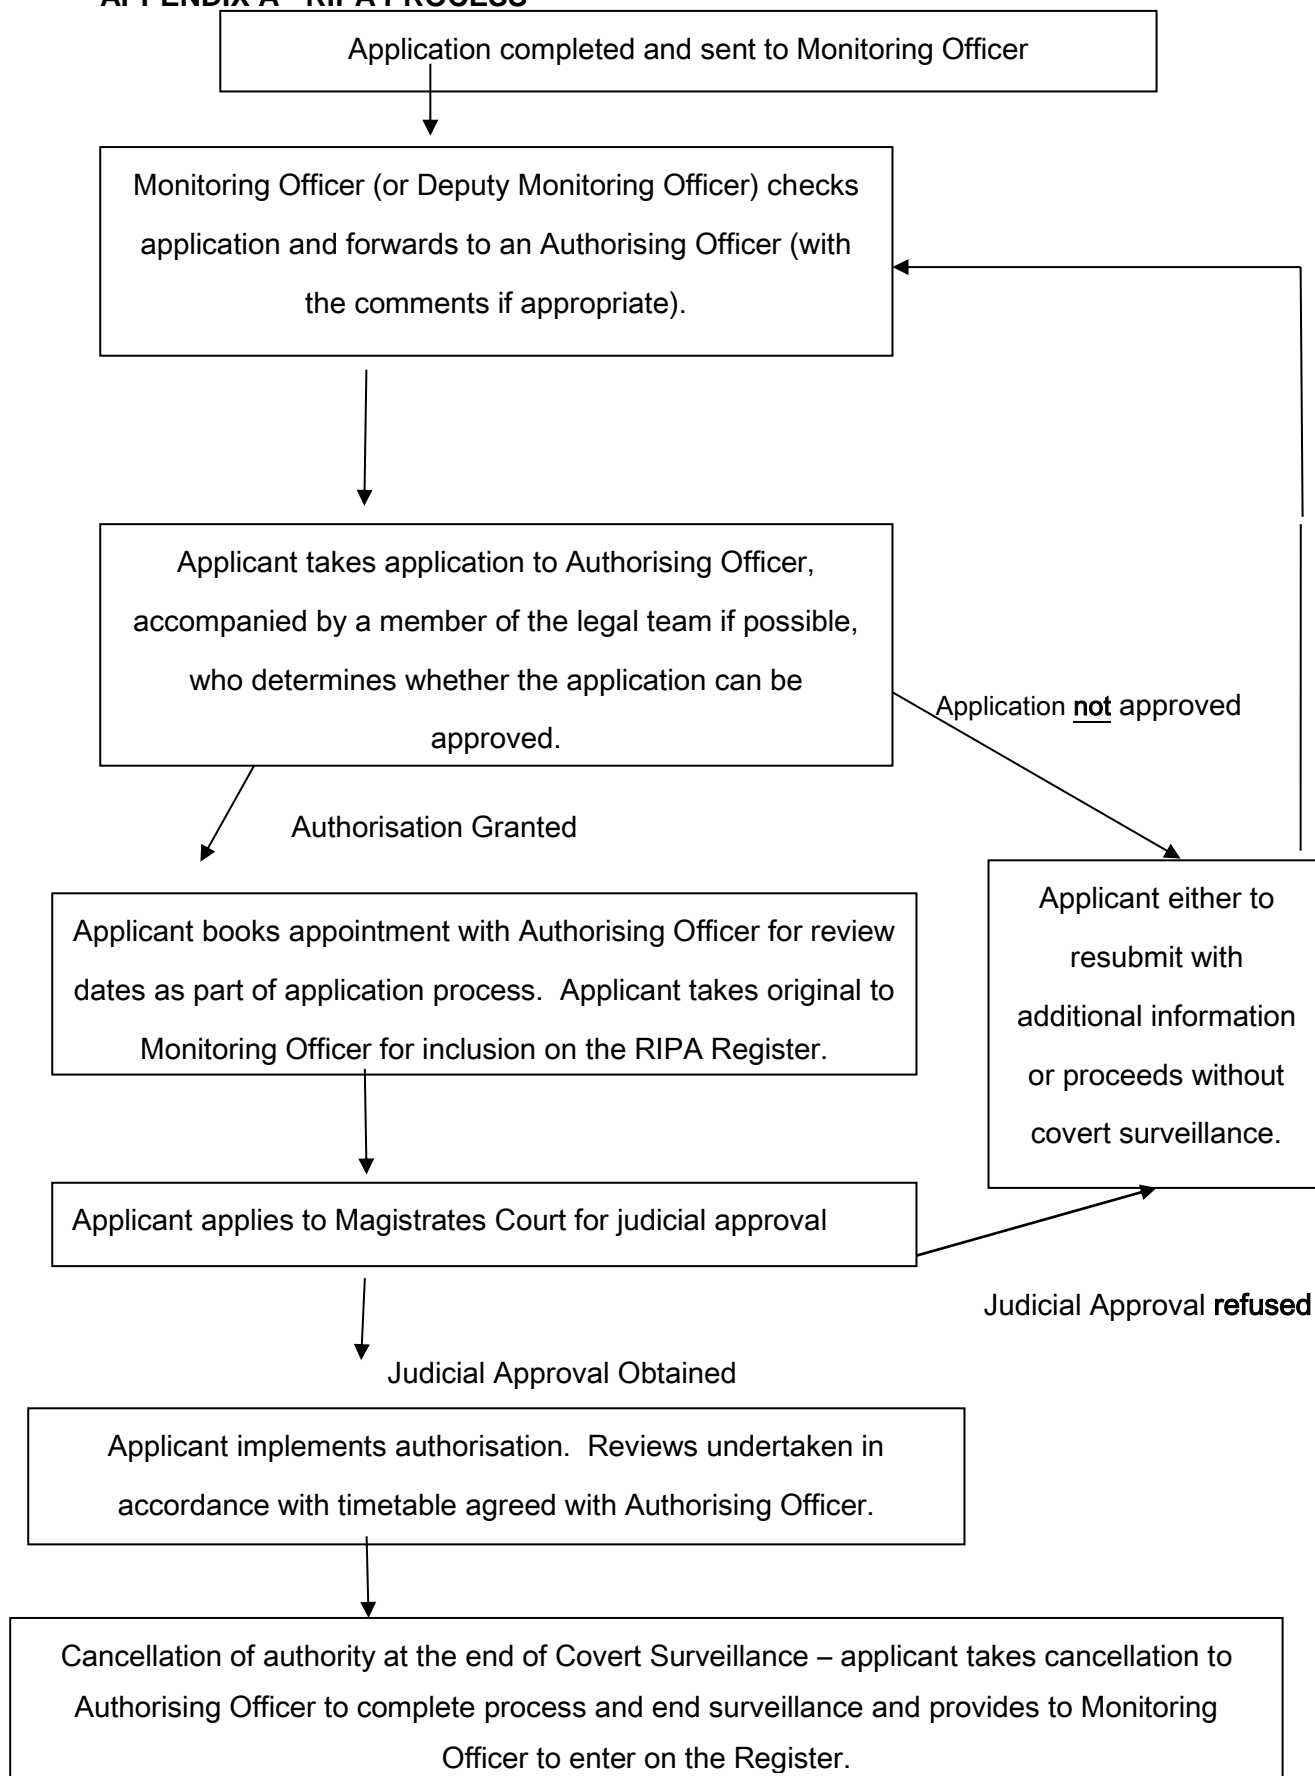 APPENDIX A - RIPA PROCESS
Application completed and sent to Monitoring Officer
Monitoring Officer (or Deputy Monitoring Officer) checks
application and forwards to an Authorising Officer (with
the comments if appropriate).
Applicant takes application to Authorising Officer,
accompanied by a member of the legal team if possible,
who determines whether the application can be
approved.
Application not approved
Authorisation Granted
Applicant either to
resubmit with
additional information
or proceeds without
covert surveillance.
Applicant books appointment with Authorising Officer for review
dates as part of application process.  Applicant takes original to
Monitoring Officer for inclusion on the RIPA Register.
Applicant applies to Magistrates Court for judicial approval
Judicial Approval refused
Judicial Approval Obtained
Applicant implements authorisation.  Reviews undertaken in
accordance with timetable agreed with Authorising Officer.
Cancellation of authority at the end of Covert Surveillance – applicant takes cancellation to
Authorising Officer to complete process and end surveillance and provides to Monitoring
Officer to enter on the Register.